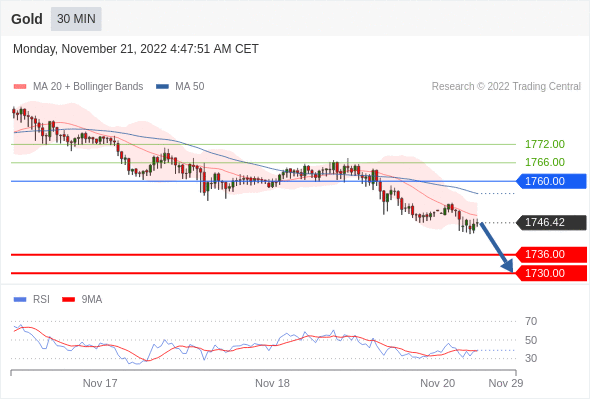 Gold 30 MIN
Monday, November 21, 2022 4:47:51 AM CET
MA 20 + Bollinger Bands MA 50 Research © 2022 Trading Central
1772.00
1766.00
1760.00
1746.42
1736.00
1730.00
RSI 9MA
70
50
30
Nov 17 Nov 18 Nov 20 Nov 29